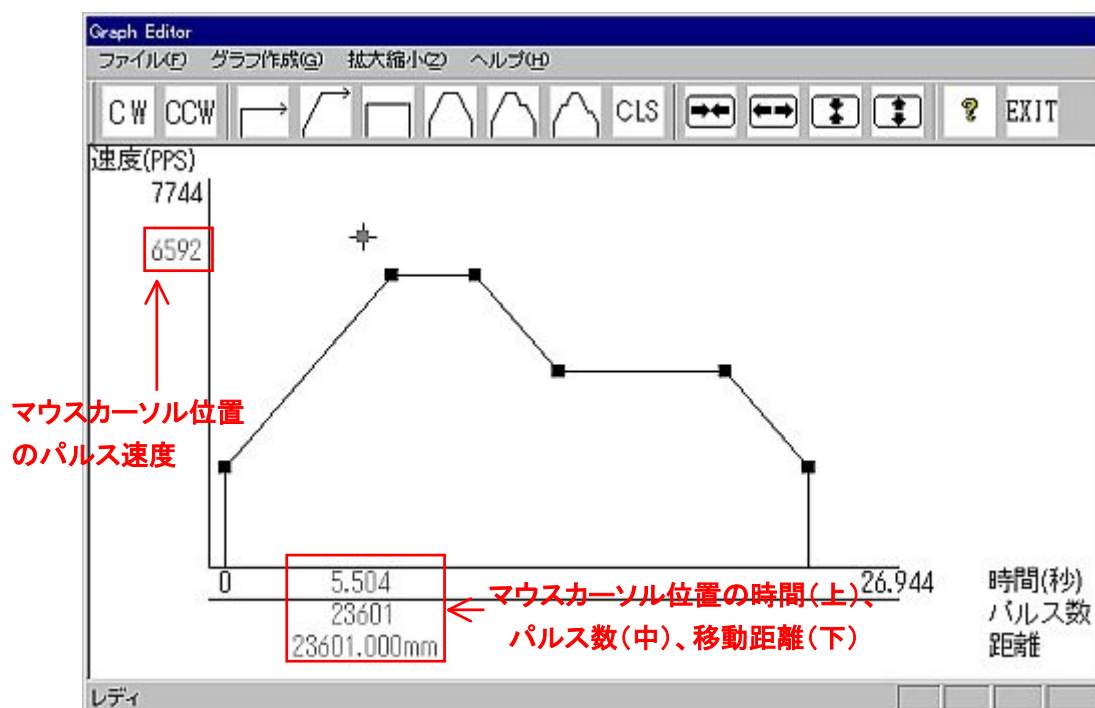 Graph Editor
ファイル(F) グラフ作成(G) 拡大縮小(Z) ヘルプ(H)
CW CCW CLS ? EXIT
速度(PPS)
7744
6592
マウスカーソル位置
のパルス速度
0 5.504 26.944 時間(秒)
23601 パルス数
23601.000mm 距離
マウスカーソル位置の時間(上)、
パルス数(中)、移動距離(下)
レディ